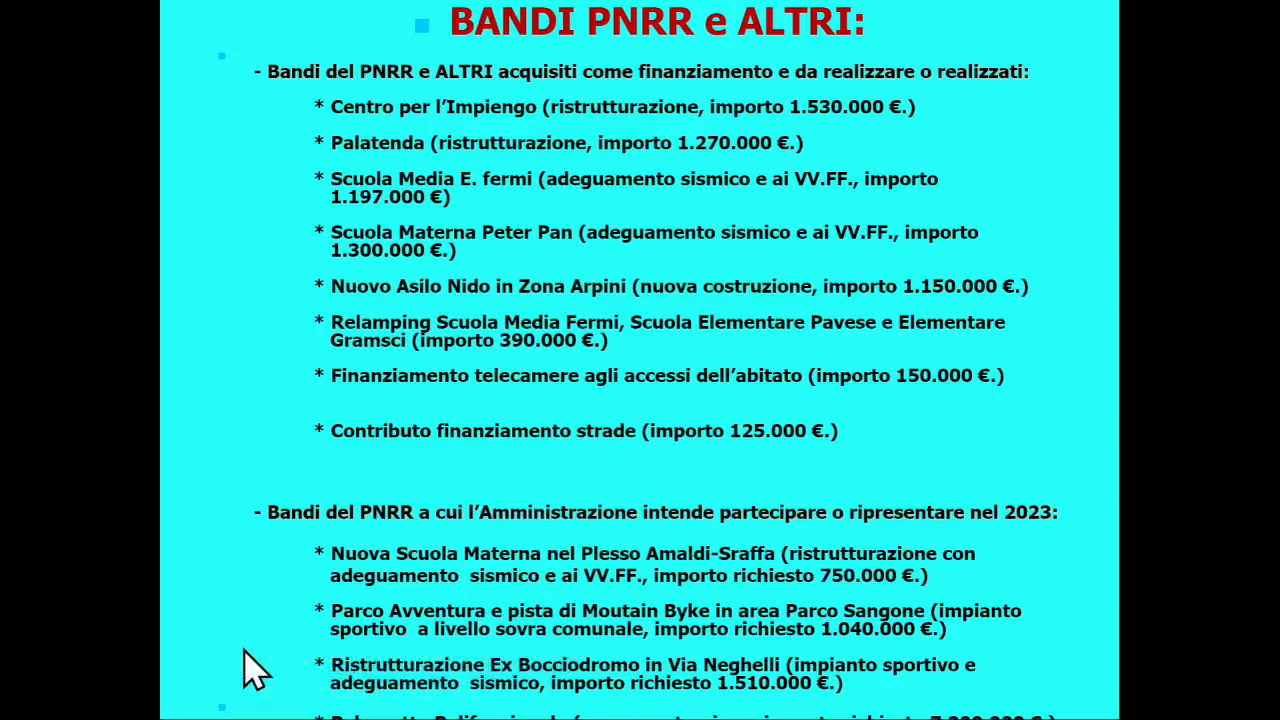 BANDI PNRR e ALTRI:
- Bandi del PNRR e ALTRI acquisiti come finanziamento e da realizzare o realizzati:
* Centro per l’Impiengo (ristrutturazione, importo 1.530.000 €.)
* Palatenda (ristrutturazione, importo 1.270.000 €.)
* Scuola Media E. fermi (adeguamento sismico e ai VV.FF., importo
1.197.000 €)
* Scuola Materna Peter Pan (adeguamento sismico e ai VV.FF., importo
1.300.000 €.)
* Nuovo Asilo Nido in Zona Arpini (nuova costruzione, importo 1.150.000 €.)
* Relamping Scuola Media Fermi, Scuola Elementare Pavese e Elementare
Gramsci (importo 390.000 €.)
* Finanziamento telecamere agli accessi dell’abitato (importo 150.000 €.)
* Contributo finanziamento strade (importo 125.000 €.)
- Bandi del PNRR a cui l’Amministrazione intende partecipare o ripresentare nel 2023:
* Nuova Scuola Materna nel Plesso Amaldi-Sraffa (ristrutturazione con
adeguamento sismico e ai VV.FF., importo richiesto 750.000 €.)
* Parco Avventura e pista di Moutain Byke in area Parco Sangone (impianto
sportivo a livello sovra comunale, importo richiesto 1.040.000 €.)
* Ristrutturazione Ex Bocciodromo in Via Neghelli (impianto sportivo e
adeguamento sismico, importo richiesto 1.510.000 €.)